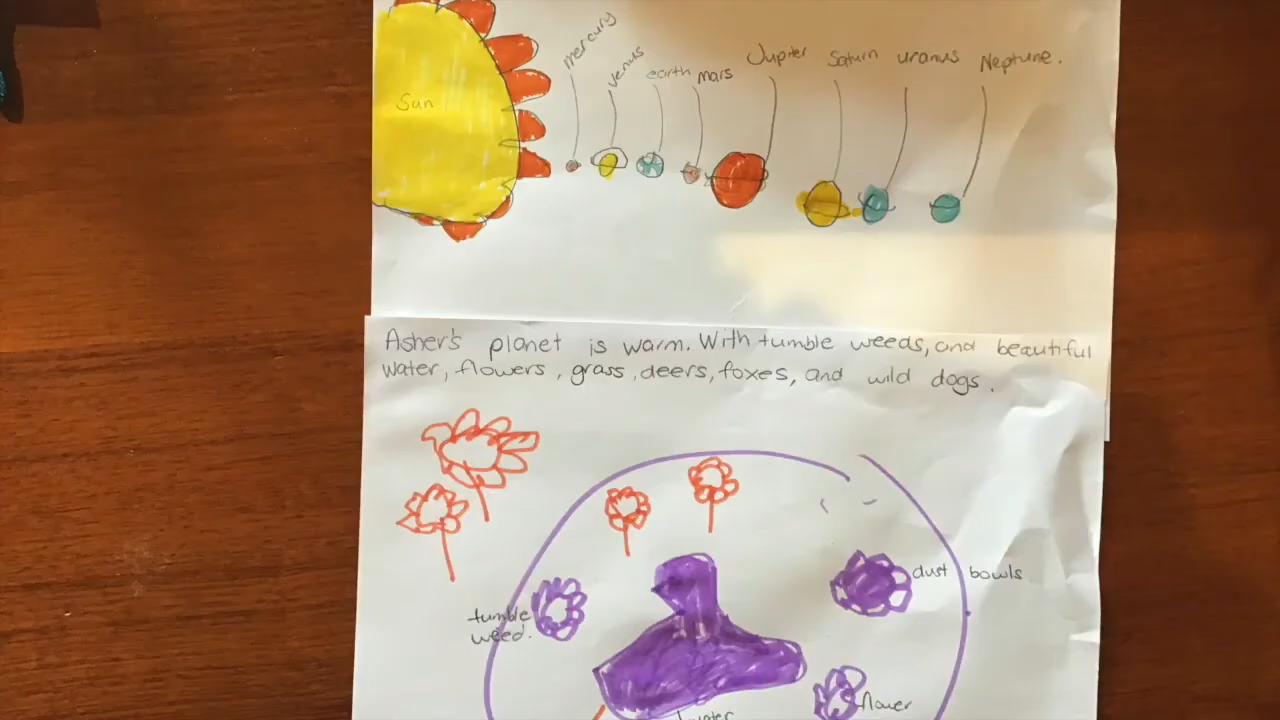 Sun
mercury
venus
earth
mars
Jupiter
Saturn
uranus
Neptune.
Asher's planet is warm. With tumble weeds, and beautiful
water, flowers, grass, deers, foxes, and wild dogs.
dust bowls
tumble
weed.
flower
water